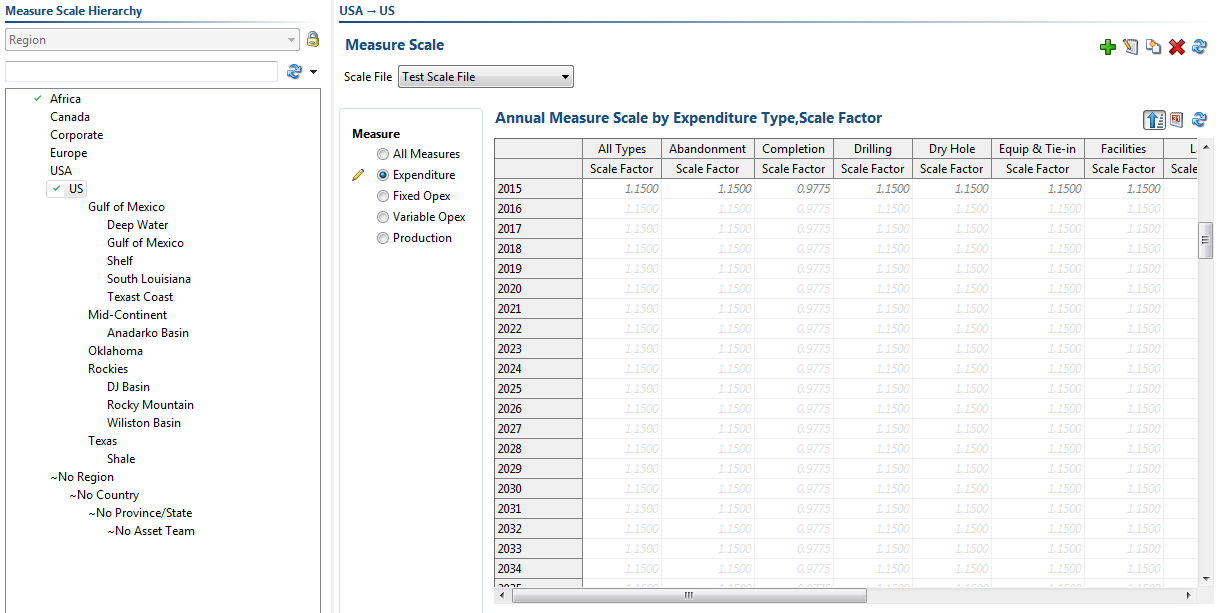 Measure Scale Hierarchy
Region
Africa
Canada
Corporate
Europe
USA
US
Gulf of Mexico
Deep Water
Gulf of Mexico
Shelf
South Louisiana
Texast Coast
Mid-Continent
Anadarko Basin
Oklahoma
Rockies
DJ Basin
Rocky Mountain
Wiliston Basin
Texas
Shale
~No Region
~No Country
~No Province/State
~No Asset Team
USA → US
Measure Scale
Scale File Test Scale File
Measure
All Measures
Expenditure
Fixed Opex
Variable Opex
Production
Annual Measure Scale by Expenditure Type,Scale Factor
All Types Abandonment Completion Drilling Dry Hole Equip & Tie-in Facilities L
Scale Factor Scale Factor Scale Factor Scale Factor Scale Factor Scale Factor Scale Factor Scale
2015 1.1500 1.1500 0.9775 1.1500 1.1500 1.1500 1.1500
2016 1.1500 1.1500 0.9775 1.1500 1.1500 1.1500 1.1500
2017 1.1500 1.1500 0.9775 1.1500 1.1500 1.1500 1.1500
2018 1.1500 1.1500 0.9775 1.1500 1.1500 1.1500 1.1500
2019 1.1500 1.1500 0.9775 1.1500 1.1500 1.1500 1.1500
2020 1.1500 1.1500 0.9775 1.1500 1.1500 1.1500 1.1500
2021 1.1500 1.1500 0.9775 1.1500 1.1500 1.1500 1.1500
2022 1.1500 1.1500 0.9775 1.1500 1.1500 1.1500 1.1500
2023 1.1500 1.1500 0.9775 1.1500 1.1500 1.1500 1.1500
2024 1.1500 1.1500 0.9775 1.1500 1.1500 1.1500 1.1500
2025 1.1500 1.1500 0.9775 1.1500 1.1500 1.1500 1.1500
2026 1.1500 1.1500 0.9775 1.1500 1.1500 1.1500 1.1500
2027 1.1500 1.1500 0.9775 1.1500 1.1500 1.1500 1.1500
2028 1.1500 1.1500 0.9775 1.1500 1.1500 1.1500 1.1500
2029 1.1500 1.1500 0.9775 1.1500 1.1500 1.1500 1.1500
2030 1.1500 1.1500 0.9775 1.1500 1.1500 1.1500 1.1500
2031 1.1500 1.1500 0.9775 1.1500 1.1500 1.1500 1.1500
2032 1.1500 1.1500 0.9775 1.1500 1.1500 1.1500 1.1500
2033 1.1500 1.1500 0.9775 1.1500 1.1500 1.1500 1.1500
2034 1.1500 1.1500 0.9775 1.1500 1.1500 1.1500 1.1500